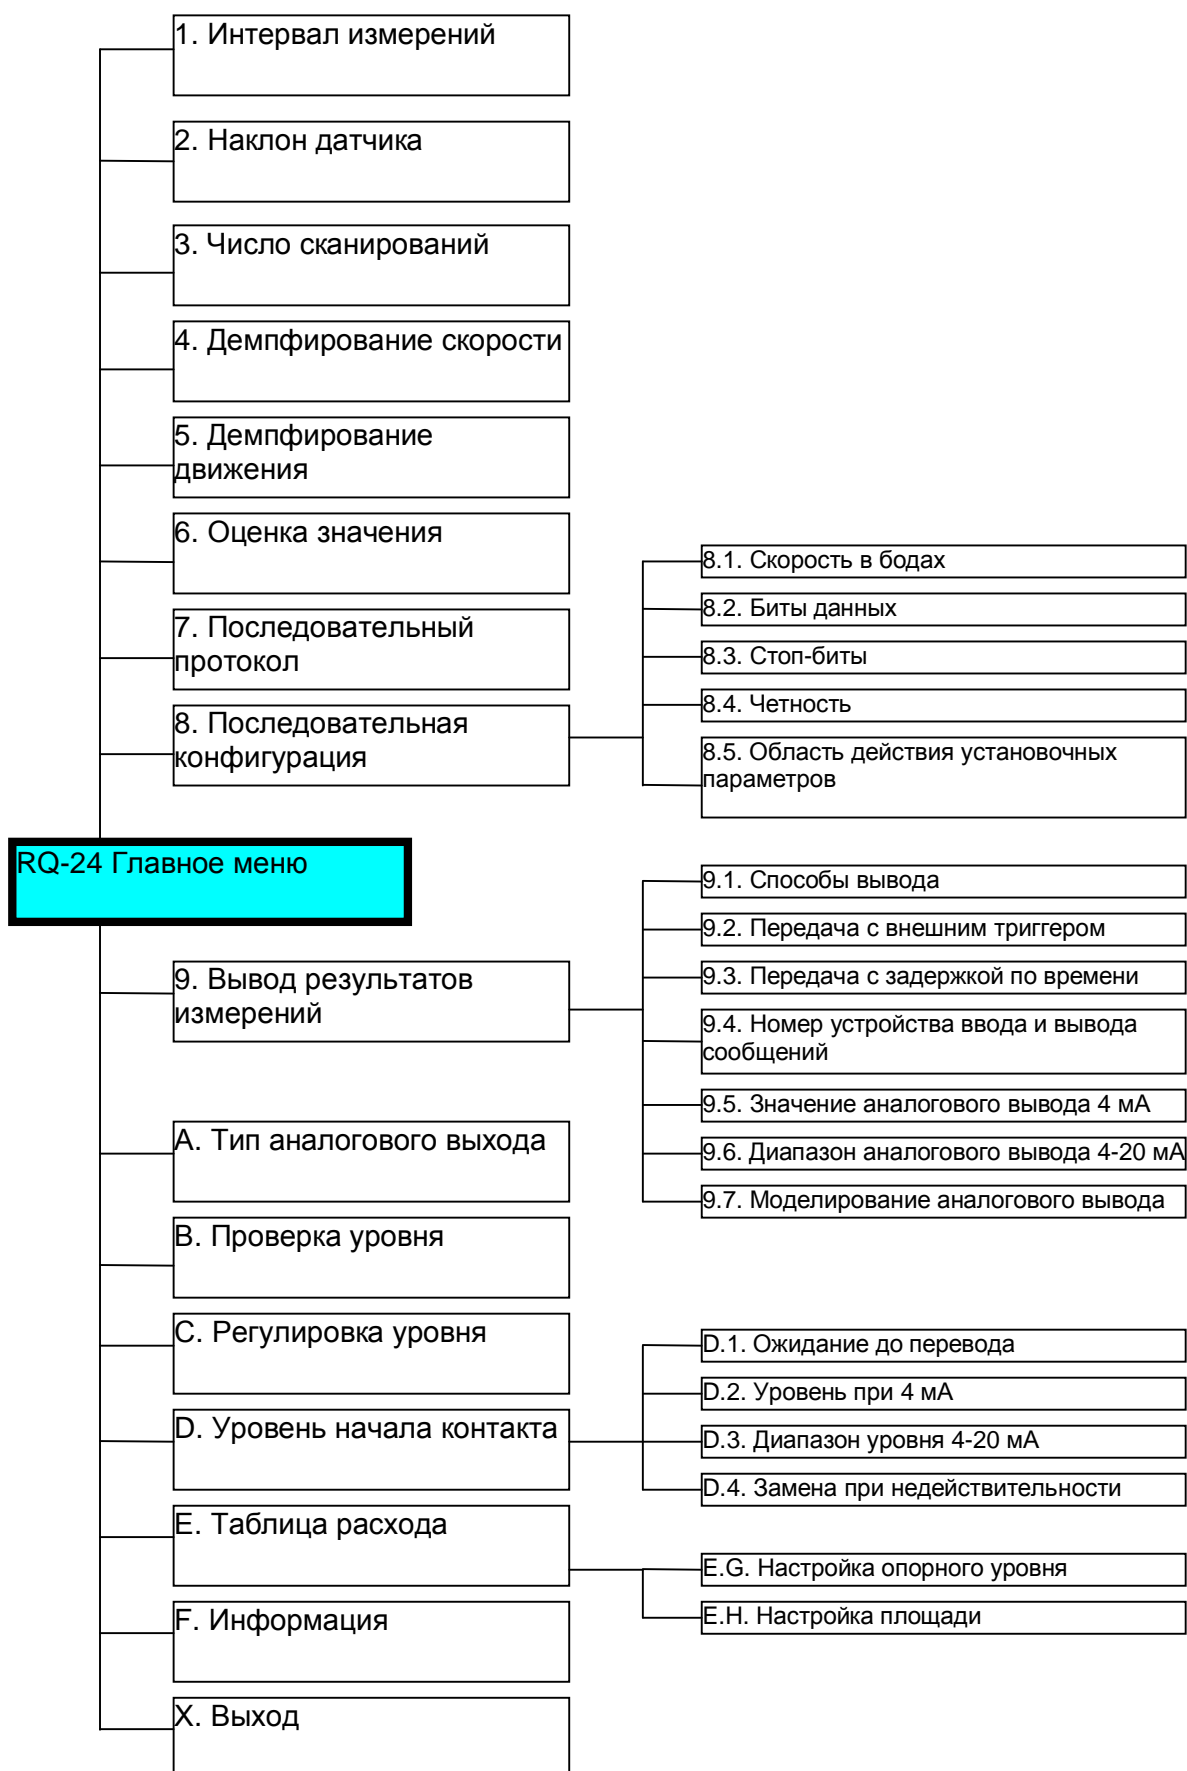 1. Интервал измерений
2. Наклон датчика
3. Число сканирований
4. Демпфирование скорости
5. Демпфирование
движения
6. Оценка значения
7. Последовательный
протокол
8. Последовательная
конфигурация
8.1. Скорость в бодах
8.2. Биты данных
8.3. Стоп-биты
8.4. Четность
8.5. Область действия установочных
параметров
RQ-24 Главное меню
9. Вывод результатов
измерений
9.1. Способы вывода
9.2. Передача с внешним триггером
9.3. Передача с задержкой по времени
9.4. Номер устройства ввода и вывода
сообщений
9.5. Значение аналогового вывода 4 мА
9.6. Диапазон аналогового вывода 4-20 мА
9.7. Моделирование аналогового вывода
A. Тип аналогового выхода
B. Проверка уровня
C. Регулировка уровня
D. Уровень начала контакта
D.1. Ожидание до перевода
D.2. Уровень при 4 мА
D.3. Диапазон уровня 4-20 мА
D.4. Замена при недействительности
E. Таблица расхода
E.G. Настройка опорного уровня
E.H. Настройка площади
F. Информация
X. Выход